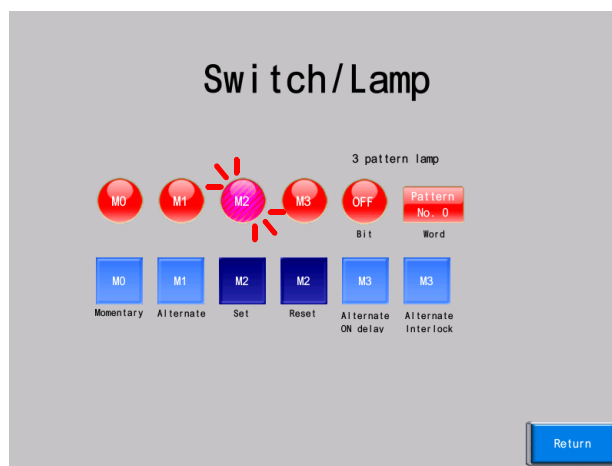 Switch/Lamp
3 pattern lamp
M0 M1 M2 M3 OFF Pattern
No. 0
Bit Word
M0 M1 M2 M2 M3 M3
Momentary Alternate Set Reset Alternate Alternate
ON delay Interlock
Return